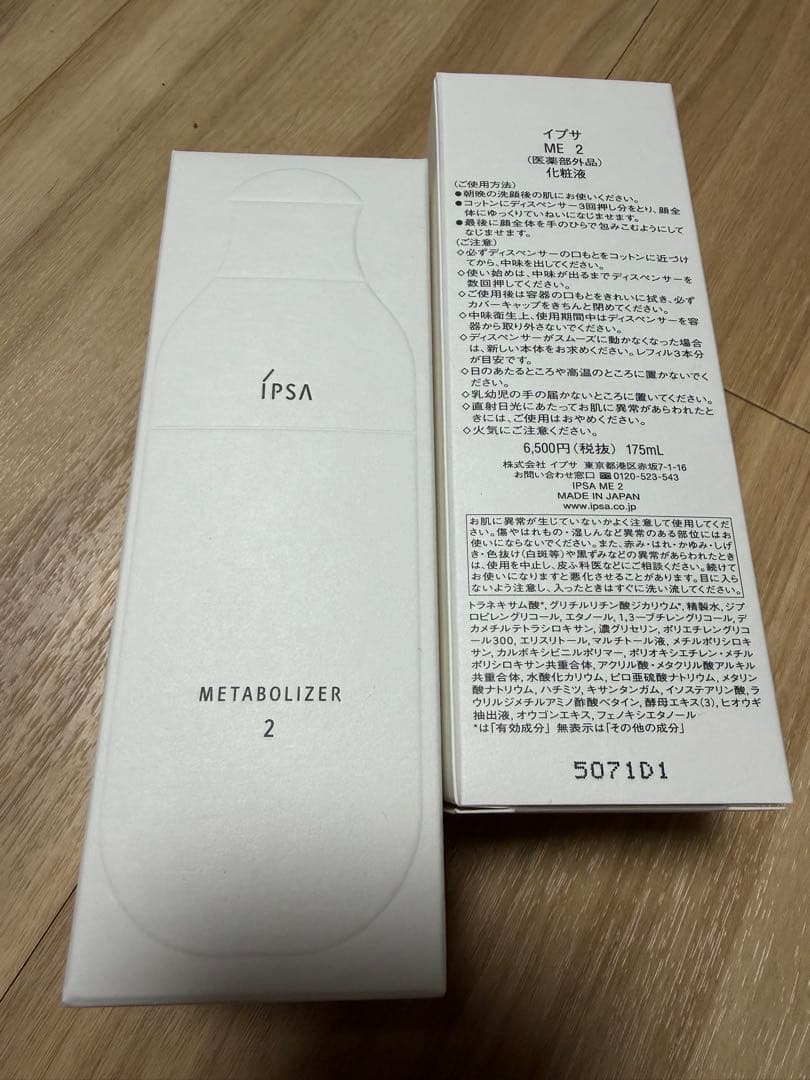 IPSA
METABOLIZER
2
イプサ
ME 2
(医薬部外品)
化粧液
(ご使用方法)
●朝晩の洗顔後の肌にお使いください。
●コットンにディスペンサー3回押し分をとり、顔全
体にゆっくりていねいになじませます。
●最後に顔全体を手のひらで包みこむようにして
なじませます。
(ご注意)
◇必ずディスペンサーの口もとをコットンに近づけ
てから、中味を出してください。
◇使い始めは、中味が出るまでディスペンサーを
数回押してください。
◇ご使用後は容器の口もとをきれいに拭き、必ず
カバーキャップをきちんと閉めてください。
◇中味衛生上、使用期間中はディスペンサーを容
器から取り外さないでください。
◇ディスペンサーがスムーズに動かなくなった場合
は、新しい本体をお求めください。レフィル3本分
が目安です。
◇日のあたるところや高温のところに置かないでく
ださい。
◇乳幼児の手の届かないところに置いてください。
◇直射日光にあたってお肌に異常があらわれたと
きには、ご使用はおやめください。
◇火気にご注意ください。
6,500円(税抜) 175mL
株式会社 イプサ 東京都港区赤坂7-1-16
お問い合わせ窓口 ☎0120-523-543
IPSA ME 2
MADE IN JAPAN
www.ipsa.co.jp
お肌に異常が生じていないかよく注意して使用してくだ
さい。傷やはれもの・湿しんなど異常のある部位にはお
使いにならないでください。また、赤み・はれ・かゆみ・しげ
き・色抜け(白斑等)や黒ずみなどの異常があらわれたとき
は、使用を中止し、皮ふ科医などにご相談ください。続けて
お使いになりますと悪化させることがあります。目に入ら
ないよう注意し、入ったときはすぐに洗い流してください。
トラネキサム酸*、グリチルリチン酸ジカリウム*、精製水、ジプ
ロピレングリコール、エタノール、1,3-ブチレングリコール、デ
カメチルテトラシロキサン、濃グリセリン、ポリエチレングリコ
ール300、エリスリトール、マルチトール液、メチルポリシロキ
サン、カルボキシビニルポリマー、ポリオキシエチレン・メチル
ポリシロキサン共重合体、アクリル酸・メタクリル酸アルキル
共重合体、水酸化カリウム、ピロ亜硫酸ナトリウム、メタリン
酸ナトリウム、ハチミツ、キサンタンガム、イソステアリン酸、ラ
ウリルジメチルアミノ酢酸ベタイン、酵母エキス(3)、ヒオウギ
抽出液、オウゴンエキス、フェノキシエタノール
*は「有効成分」 無表示は「その他の成分」
5071D1